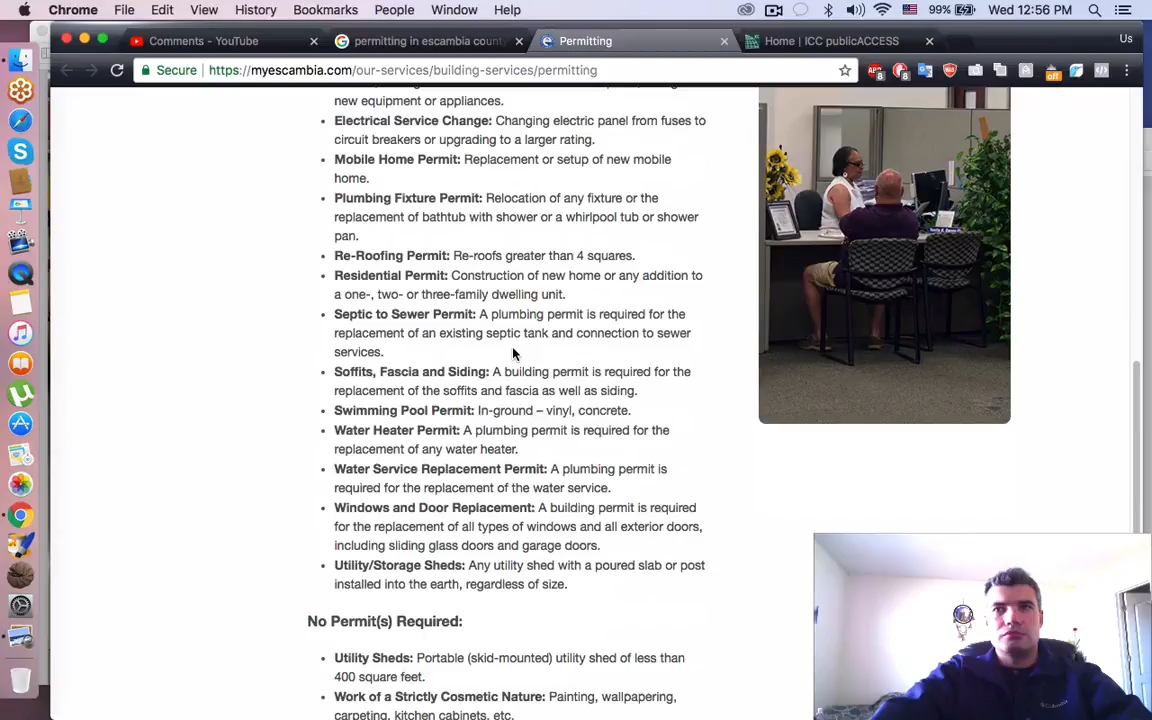 Chrome File Edit View History Bookmarks People Window Help 99% Wed 12:56 PM
Comments - YouTube permitting in escambia count Permitting Home | ICC publicACCESS Us
Secure https://myescambia.com/our-services/building-services/permitting
new equipment or appliances.
• Electrical Service Change: Changing electric panel from fuses to
circuit breakers or upgrading to a larger rating.
• Mobile Home Permit: Replacement or setup of new mobile
home.
• Plumbing Fixture Permit: Relocation of any fixture or the
replacement of bathtub with shower or a whirlpool tub or shower
pan.
• Re-Roofing Permit: Re-roofs greater than 4 squares.
• Residential Permit: Construction of new home or any addition to
a one-, two- or three-family dwelling unit.
• Septic to Sewer Permit: A plumbing permit is required for the
replacement of an existing septic tank and connection to sewer
services.
• Soffits, Fascia and Siding: A building permit is required for the
replacement of the soffits and fascia as well as siding.
• Swimming Pool Permit: In-ground – vinyl, concrete.
• Water Heater Permit: A plumbing permit is required for the
replacement of any water heater.
• Water Service Replacement Permit: A plumbing permit is
required for the replacement of the water service.
• Windows and Door Replacement: A building permit is required
for the replacement of all types of windows and all exterior doors,
including sliding glass doors and garage doors.
• Utility/Storage Sheds: Any utility shed with a poured slab or post
installed into the earth, regardless of size.
No Permit(s) Required:
• Utility Sheds: Portable (skid-mounted) utility shed of less than
400 square feet.
• Work of a Strictly Cosmetic Nature: Painting, wallpapering,
carpeting, kitchen cabinets, etc.